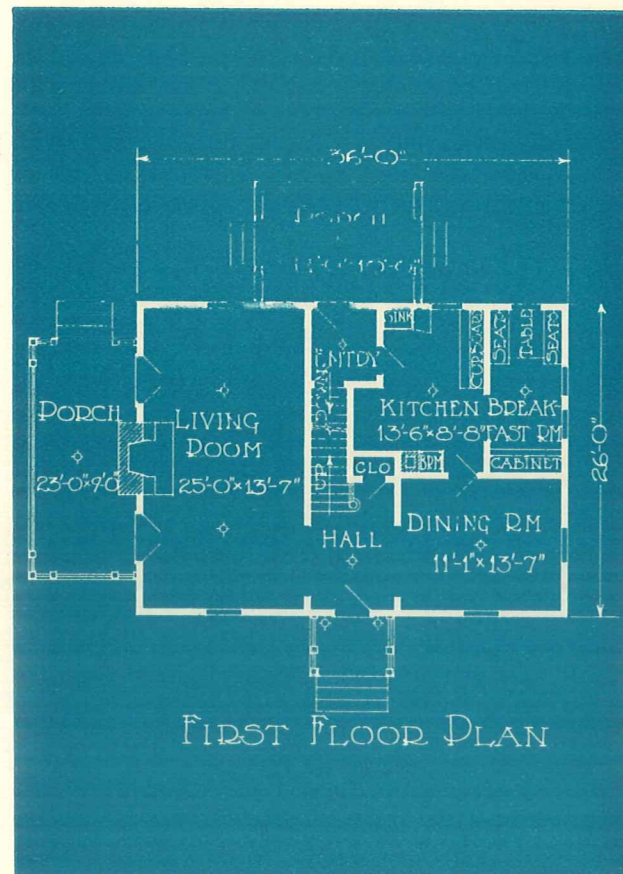 36'-0"
PORCH
SINK
CUPBOARD
SEAT
TABLE
SEAT
ENTRY
DOWN
UP
PORCH
23'-0"×9'-0"
LIVING
ROOM
25'-0"×13'-7"
KITCHEN
13'-6"×8'-8"
BREAK-
FAST RM
CLO
CABINET
26'-0"
HALL
DINING RM
11'-1"×13'-7"
FIRST FLOOR PLAN